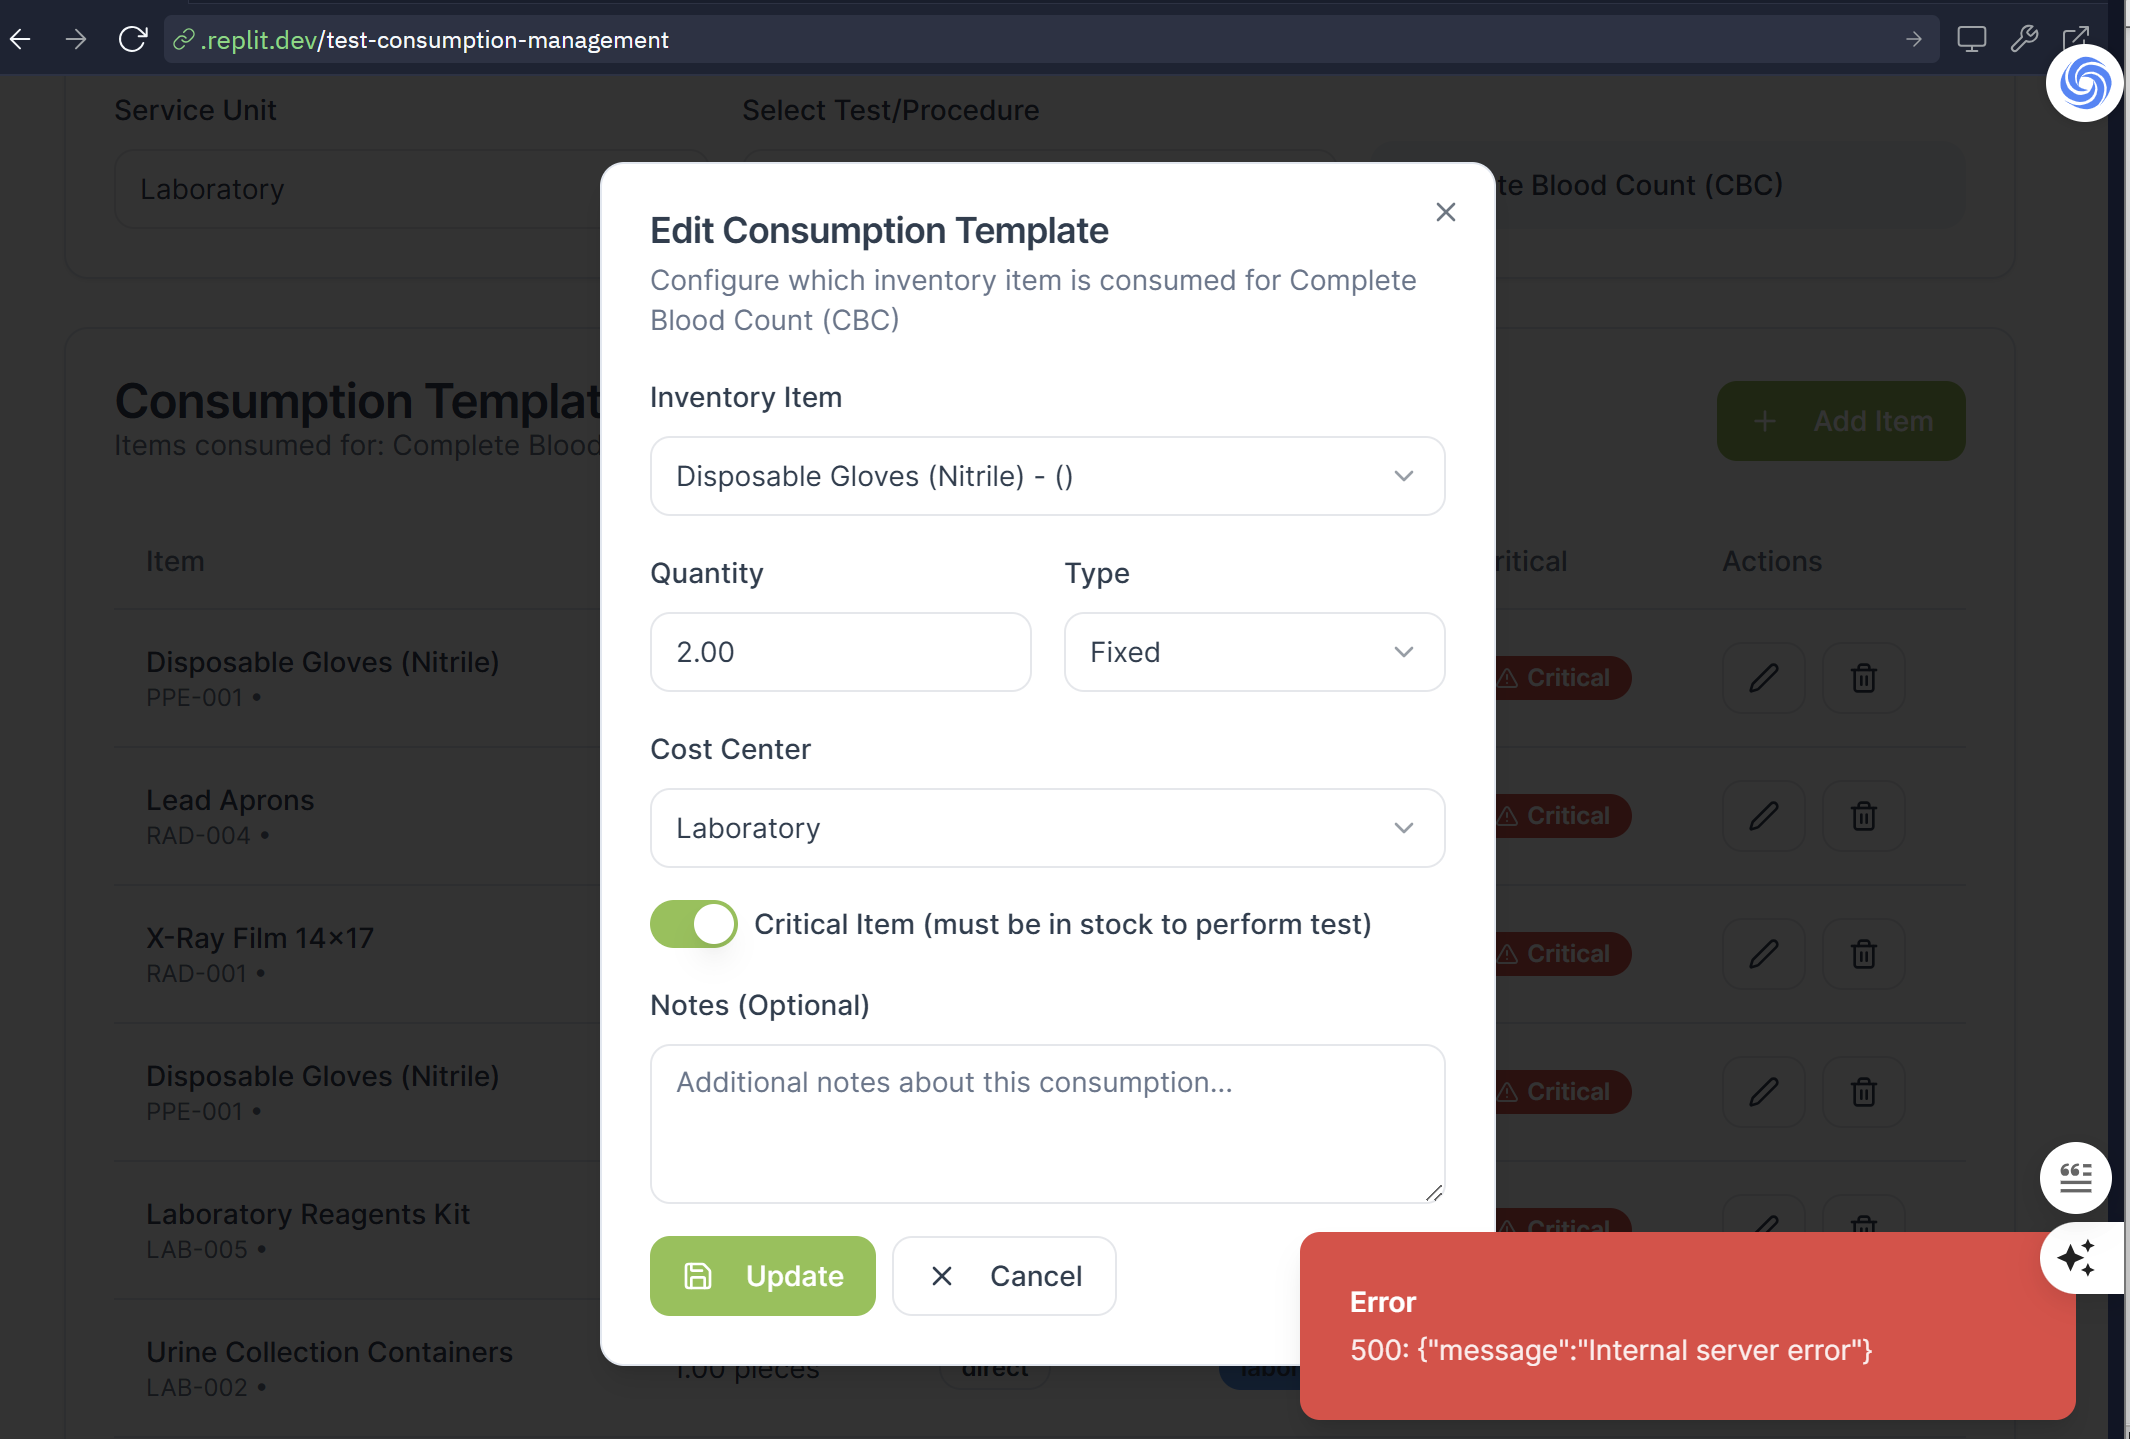 .replit.dev/test-consumption-management
Service Unit
Select Test/Procedure
Laboratory
te Blood Count (CBC)
Edit Consumption Template
Configure which inventory item is consumed for Complete
Blood Count (CBC)
Consumption Templat
Items consumed for: Complete Blood
Add Item
Inventory Item
Disposable Gloves (Nitrile) - ()
Item
ritical
Actions
Quantity
Type
2.00
Fixed
Disposable Gloves (Nitrile)
PPE-001 •
Critical
Cost Center
Laboratory
Lead Aprons
RAD-004 •
Critical
Critical Item (must be in stock to perform test)
X-Ray Film 14x17
RAD-001 •
Critical
Notes (Optional)
Additional notes about this consumption...
Disposable Gloves (Nitrile)
PPE-001 •
Critical
Laboratory Reagents Kit
LAB-005 •
Critical
Update
Cancel
Urine Collection Containers
LAB-002 •
1.00 pieces
direct
labor
Error
500: {"message":"Internal server error"}